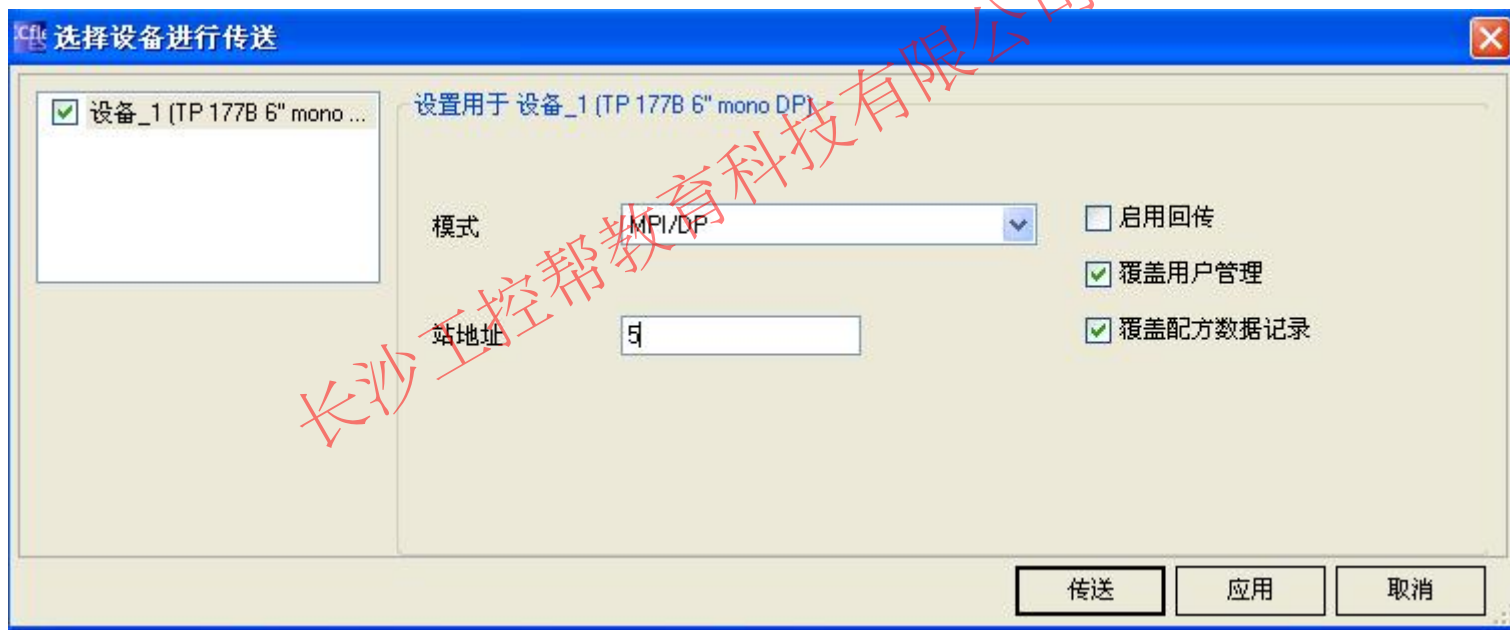 选择设备进行传送
设备_1 (TP 177B 6" mono ...
设置用于 设备_1 (TP 177B 6" mono DP)
模式
MPI/DP
启用回传
覆盖用户管理
站地址
5
覆盖配方数据记录
传送
应用
取消
长沙工控帮教育科技有限公司